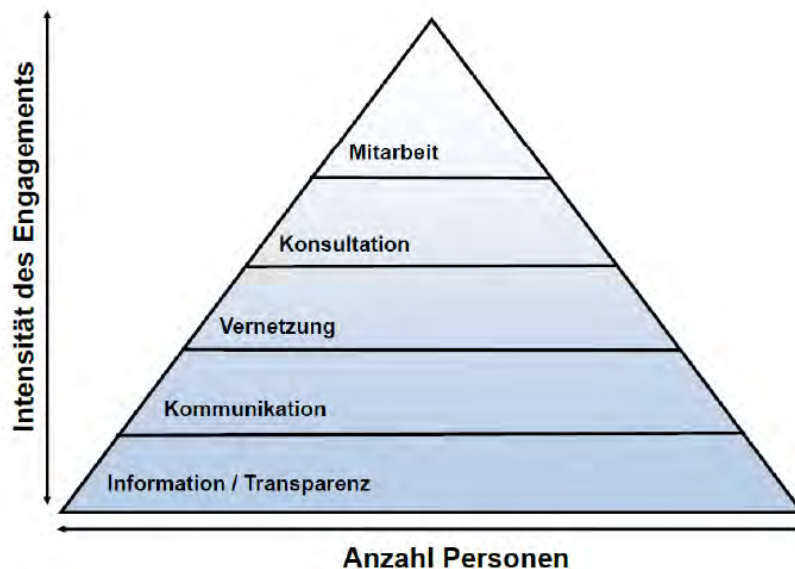 Intensität des Engagements
Mitarbeit
Konsultation
Vernetzung
Kommunikation
Information / Transparenz
Anzahl Personen